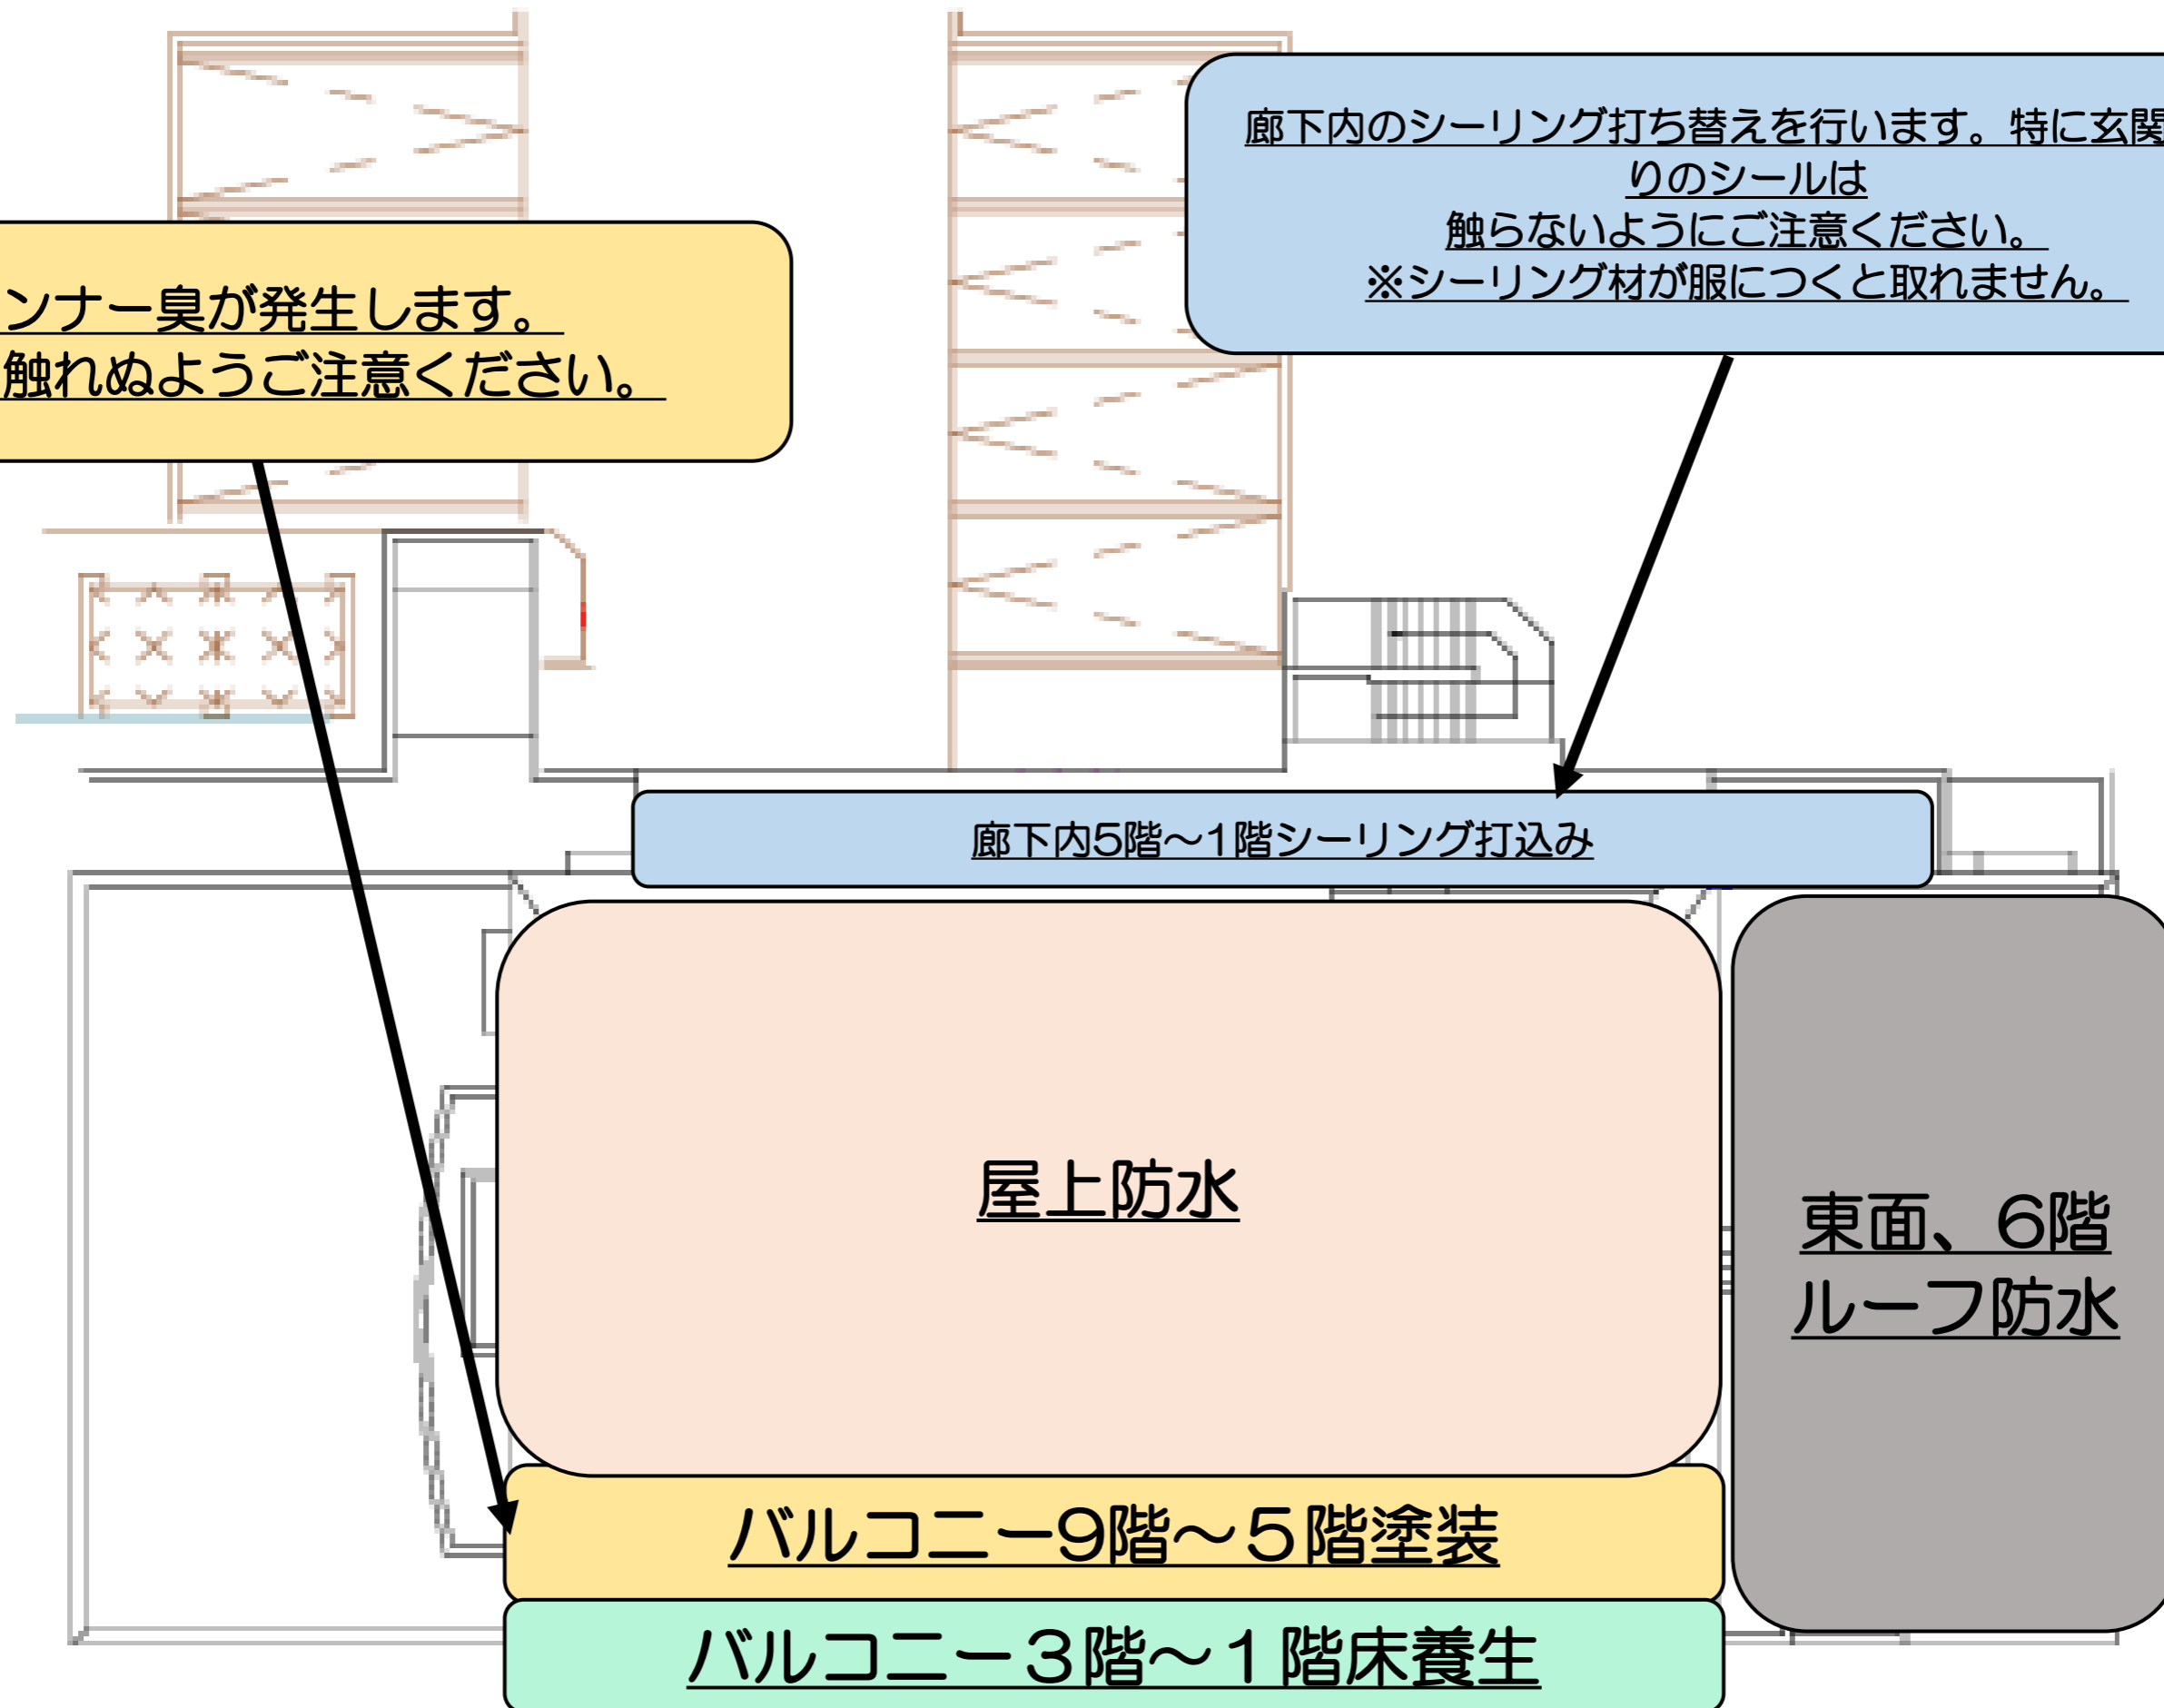 廊下内のシーリング打ち替えを行います。特に玄関
りのシールは
触らないようにご注意ください。
※シーリング材が服につくと取れません。
ンナー臭が発生します。
触れぬようご注意ください。
廊下内5階～1階シーリング打込み
屋上防水
東面、6階
ルーフ防水
バルコニー9階～5階塗装
バルコニー3階～1階床養生